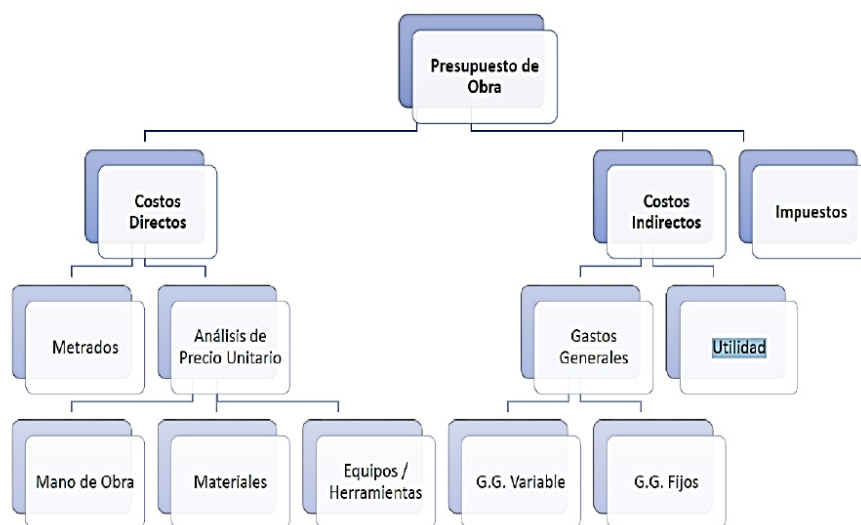 Presupuesto de
Obra
Costos
Directos
Costos
Indirectos
Impuestos
Metrados
Análisis de
Precio Unitario
Gastos
Generales
Utilidad
Mano de Obra
Materiales
Equipos /
Herramientas
G.G. Variable
G.G. Fijos